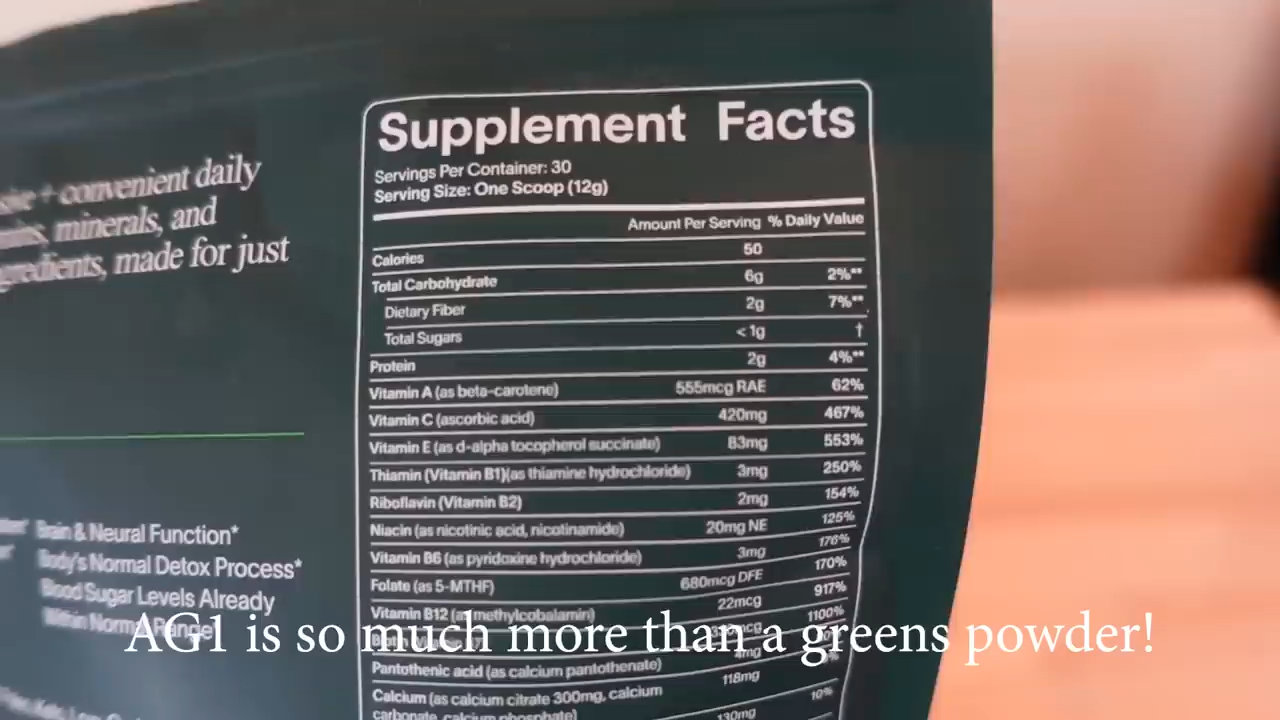 convenient daily
minerals, and
made for just
Brain & Neural Function*
Body's Normal Detox Process*
Blood Sugar Levels Already
Within Normal Range
Supplement Facts
Servings Per Container: 30
Serving Size: One Scoop (12g)
Amount Per Serving % Daily Value
Calories 50
Total Carbohydrate 6g 2%**
Dietary Fiber 2g 7%**
Total Sugars <1g †
Protein 2g 4%**
Vitamin A (as beta-carotene) 555mcg RAE 62%
Vitamin C (ascorbic acid) 420mg 467%
Vitamin E (as d-alpha tocopherol succinate) 83mg 553%
Thiamin (Vitamin B1)(as thiamine hydrochloride) 3mg 250%
Riboflavin (Vitamin B2) 2mg 154%
Niacin (as nicotinic acid, nicotinamide) 20mg NE 125%
Vitamin B6 (as pyridoxine hydrochloride) 3mg 176%
Folate (as 5-MTHF) 680mcg DFE 170%
Vitamin B12 (as methylcobalamin) 22mcg 917%
1100%
4mg
Pantothenic acid (as calcium pantothenate)
Calcium (as calcium citrate 300mg, calcium 118mg 10%
carbonate, calcium phosphate) 130mg
AG1 is so much more than a greens powder!